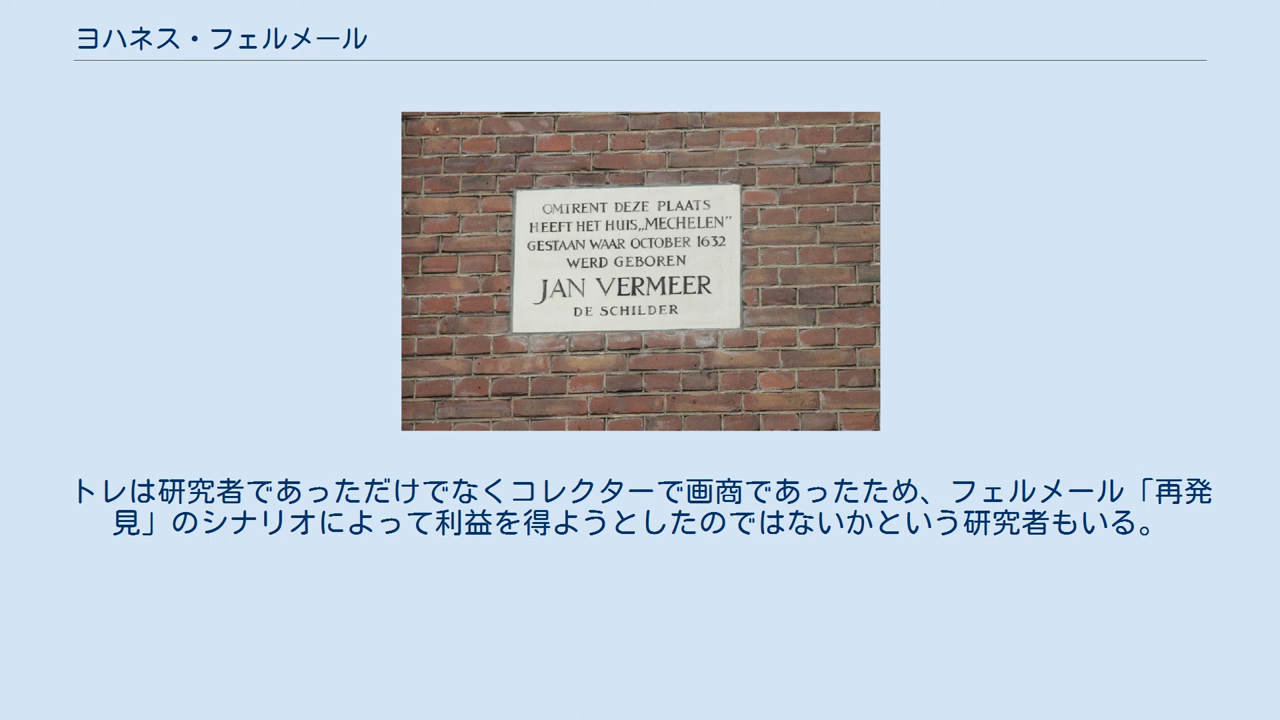 ヨハネス・フェルメール
OMTRENT DEZE PLAATS
HEEFT HET HUIS „MECHELEN”
GESTAAN WAAR OCTOBER 1632
WERD GEBOREN
JAN VERMEER
DE SCHILDER
トレは研究者であっただけでなくコレクターで画商であったため、フェルメール「再発
見」のシナリオによって利益を得ようとしたのではないかという研究者もいる。